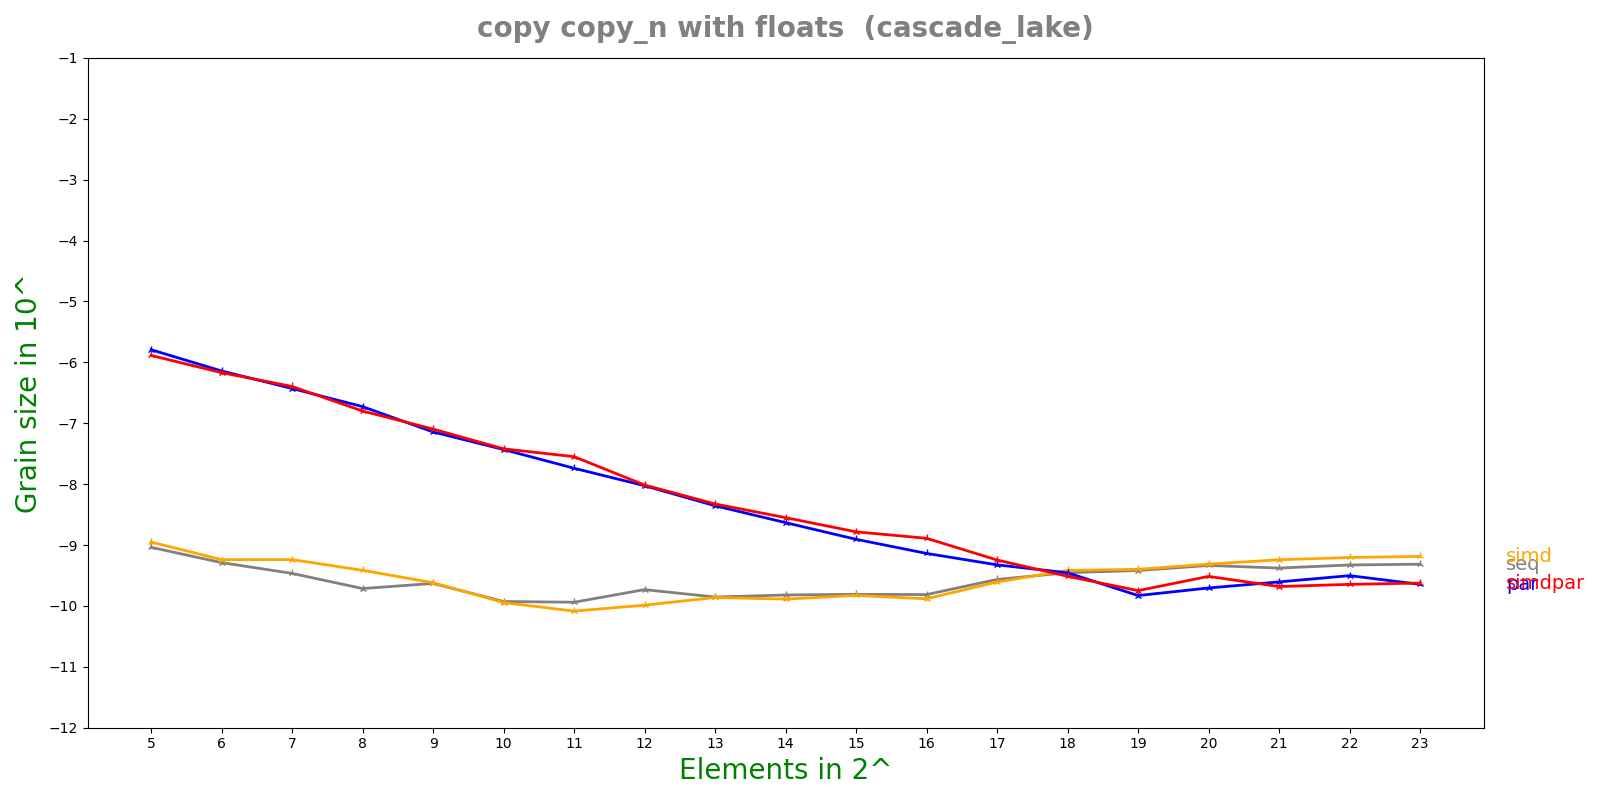 copy copy_n with floats  (cascade_lake)
Grain size in 10^
−1
−2
−3
−4
−5
−6
−7
−8
−9
−10
−11
−12
simd
seq
simdpar
par
5 6 7 8 9 10 11 12 13 14 15 16 17 18 19 20 21 22 23
Elements in 2^